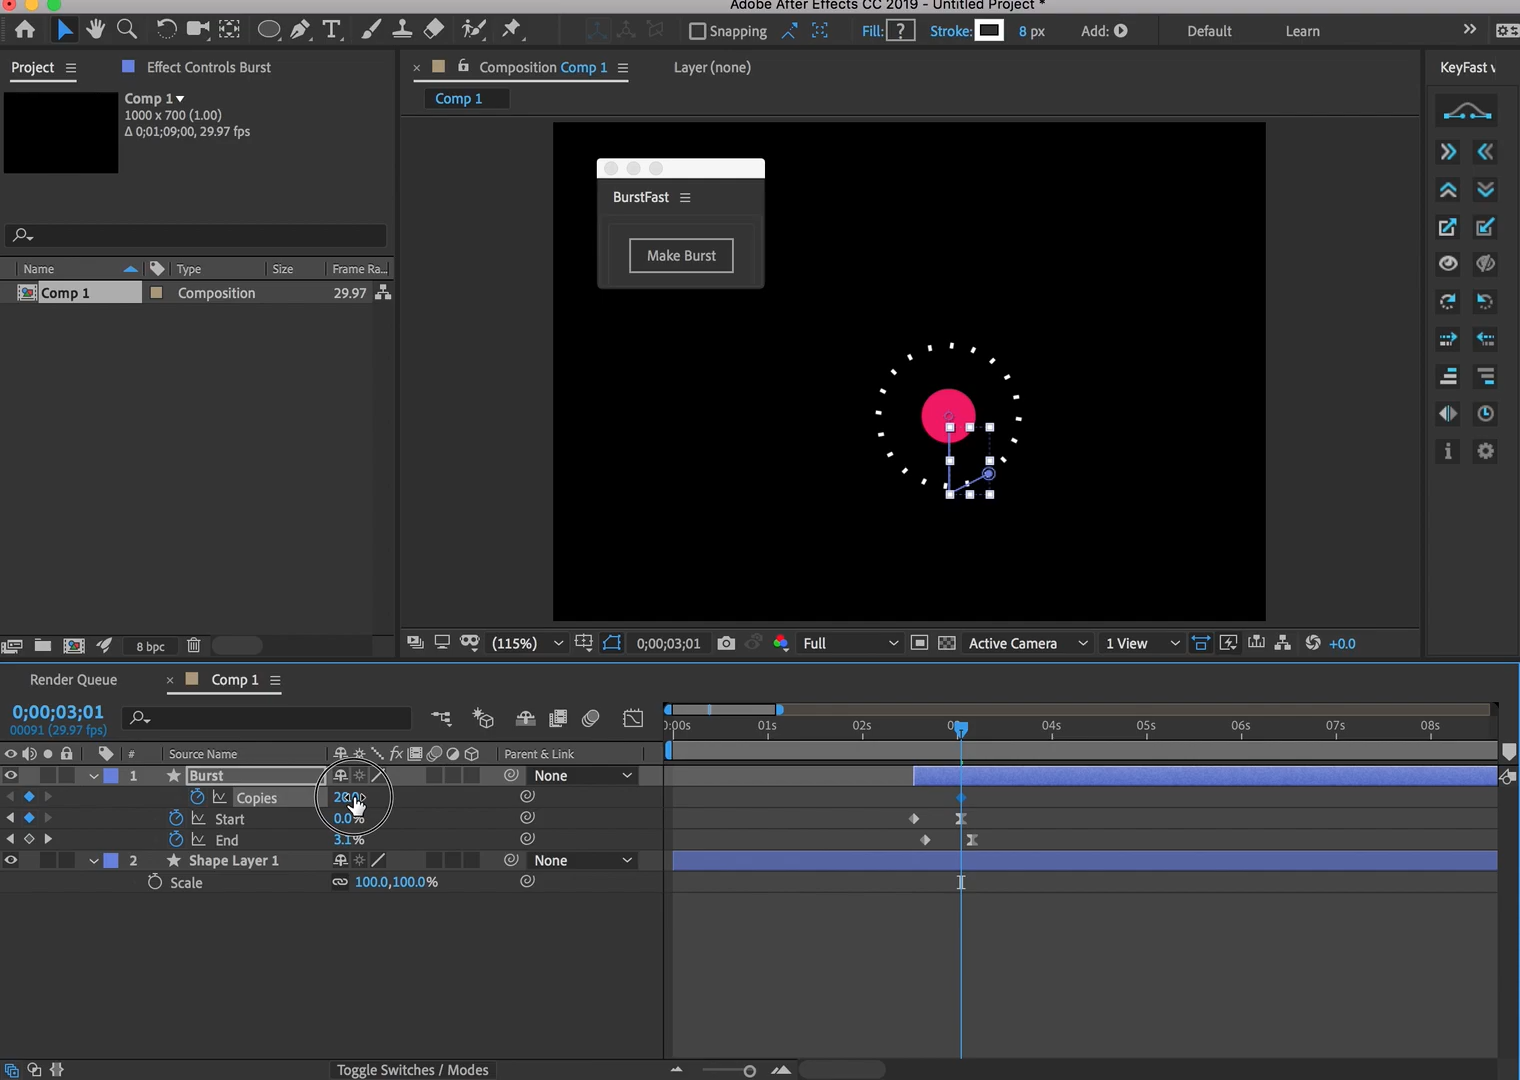 Adobe After Effects CC 2019 - Untitled Project *
Snapping
Fill: ?
Stroke:
8 px
Add:
Default
Learn
Project
Effect Controls Burst
Composition Comp 1
Layer (none)
KeyFast
Comp 1
Comp 1
1000 x 700 (1.00)
Δ 0;01;09;00, 29.97 fps
BurstFast
Make Burst
Name
Type
Size
Frame Ra...
Comp 1
Composition
29.97
8 bpc
(115%)
0;00;03;01
Full
Active Camera
1 View
+0.0
Render Queue
Comp 1
0;00;03;01
00091 (29.97 fps)
:00s
01s
02s
04s
05s
06s
07s
08s
#
Source Name
fx
Parent & Link
1
Burst
None
Copies
Start
0.0%
End
3.1%
2
Shape Layer 1
None
Scale
100.0,100.0%
Toggle Switches / Modes